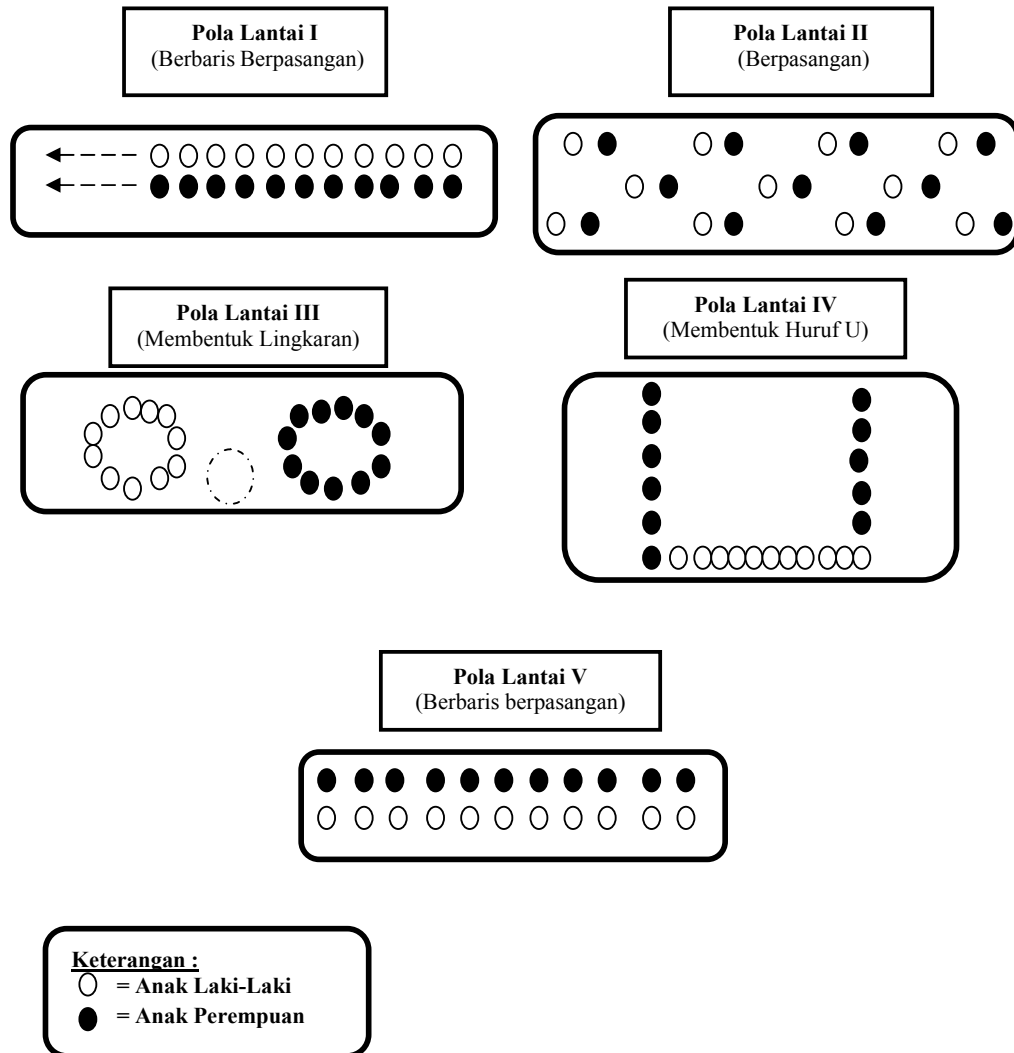 Pola Lantai I
(Berbaris Berpasangan)
Pola Lantai II
(Berpasangan)
Pola Lantai III
(Membentuk Lingkaran)
Pola Lantai IV
(Membentuk Huruf U)
Pola Lantai V
(Berbaris berpasangan)
Keterangan :
= Anak Laki-Laki
= Anak Perempuan